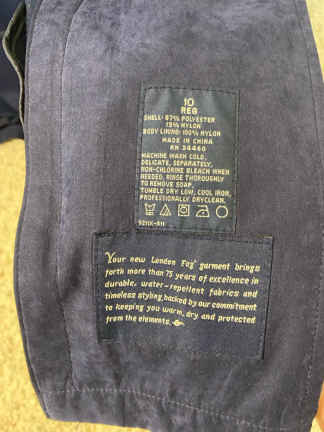 10
REG
SHELL: 87% POLYESTER
13% NYLON
BODY LINING: 100% NYLON
MADE IN CHINA
RN 34460
MACHINE WASH COLD,
DELICATE, SEPARATELY,
NON-CHLORINE BLEACH WHEN
NEEDED, RINSE THOROUGHLY
TO REMOVE SOAP.
TUMBLE DRY LOW, COOL IRON,
PROFESSIONALLY DRYCLEAN.
Your new London Fog® garment brings
forth more than 75 years of excellence in
durable, water-repellent fabrics and
timeless styling, backed by our commitment
to keeping you warm, dry and protected
from the elements.